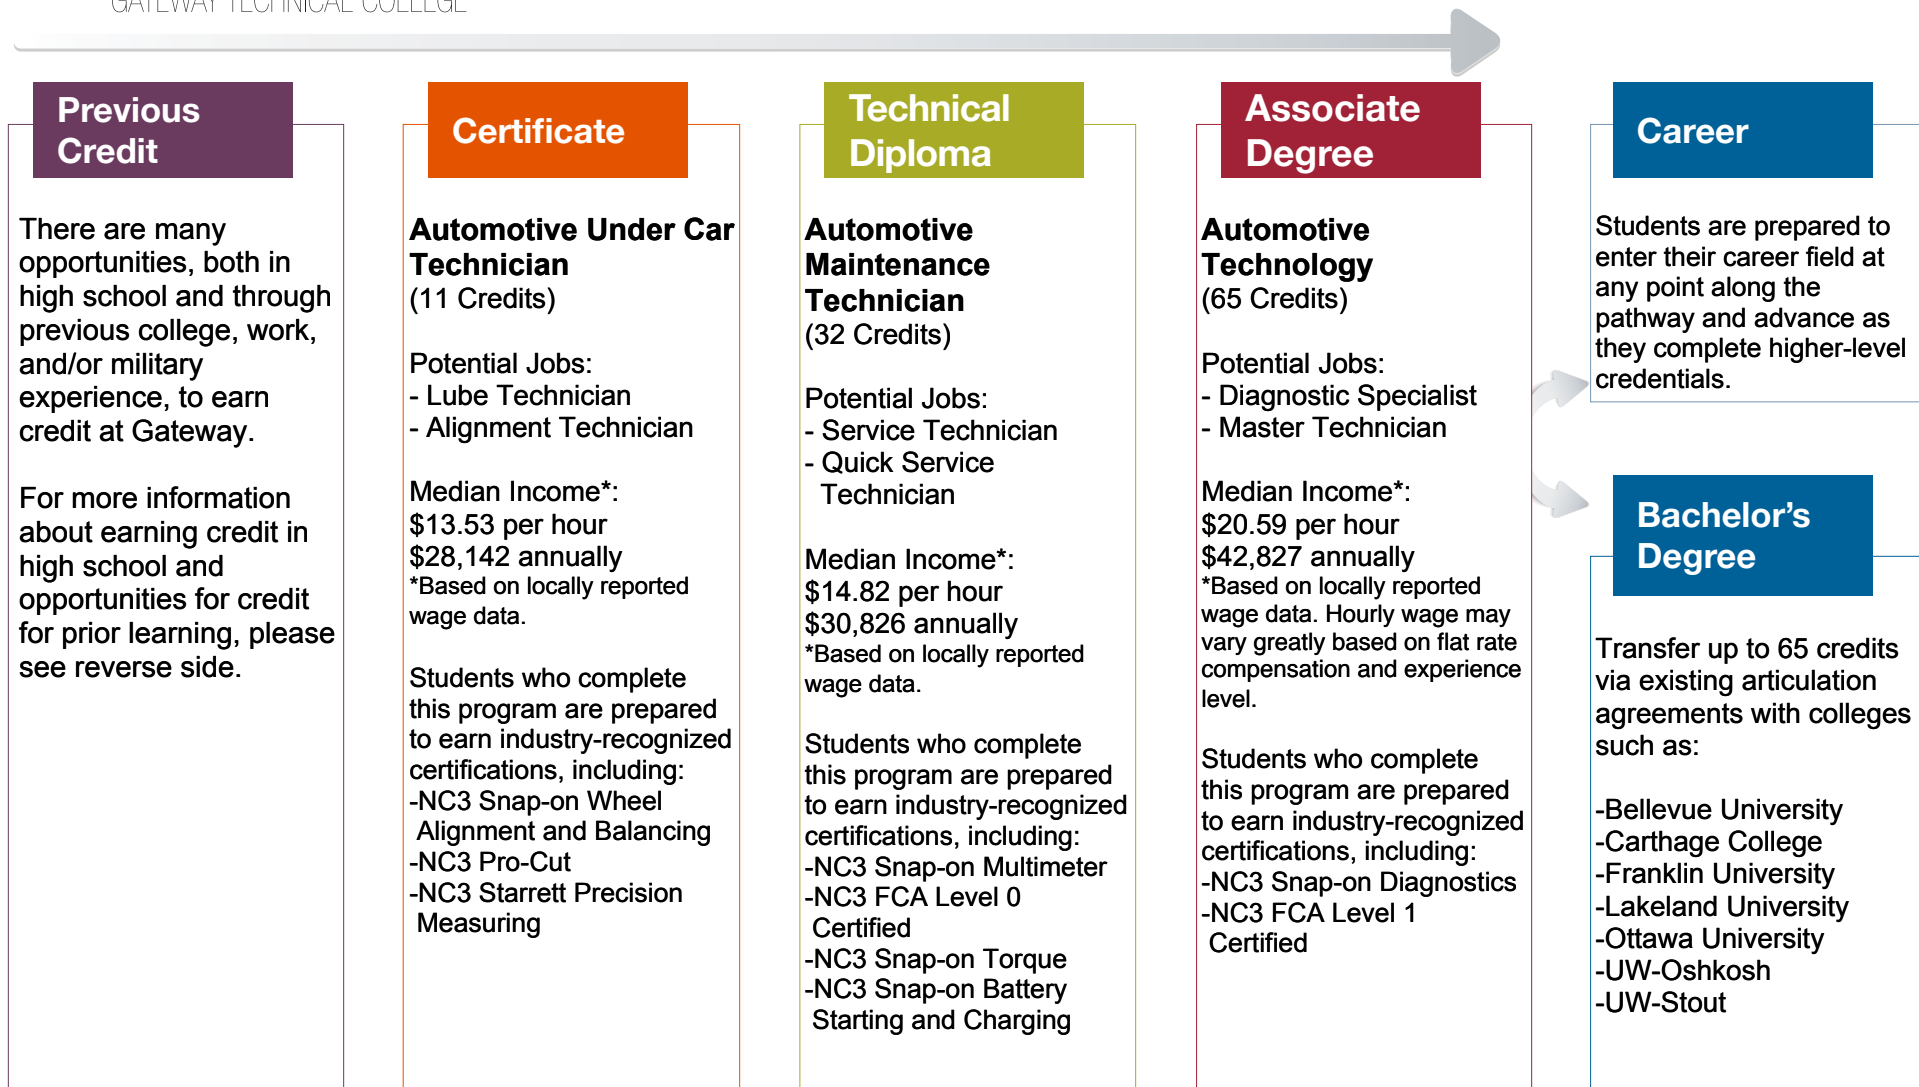 GATEWAY TECHNICAL COLLEGE
Previous
Credit
There are many
opportunities, both in
high school and through
previous college, work,
and/or military
experience, to earn
credit at Gateway.
For more information
about earning credit in
high school and
opportunities for credit
for prior learning, please
see reverse side.
Certificate
Automotive Under Car
Technician
(11 Credits)
Potential Jobs:
- Lube Technician
- Alignment Technician
Median Income*:
$13.53 per hour
$28,142 annually
*Based on locally reported
wage data.
Students who complete
this program are prepared
to earn industry-recognized
certifications, including:
-NC3 Snap-on Wheel
Alignment and Balancing
-NC3 Pro-Cut
-NC3 Starrett Precision
Measuring
Technical
Diploma
Automotive
Maintenance
Technician
(32 Credits)
Potential Jobs:
- Service Technician
- Quick Service
Technician
Median Income*:
$14.82 per hour
$30,826 annually
*Based on locally reported
wage data.
Students who complete
this program are prepared
to earn industry-recognized
certifications, including:
-NC3 Snap-on Multimeter
-NC3 FCA Level 0
Certified
-NC3 Snap-on Torque
-NC3 Snap-on Battery
Starting and Charging
Associate
Degree
Automotive
Technology
(65 Credits)
Potential Jobs:
- Diagnostic Specialist
- Master Technician
Median Income*:
$20.59 per hour
$42,827 annually
*Based on locally reported
wage data. Hourly wage may
vary greatly based on flat rate
compensation and experience
level.
Students who complete
this program are prepared
to earn industry-recognized
certifications, including:
-NC3 Snap-on Diagnostics
-NC3 FCA Level 1
Certified
Career
Students are prepared to
enter their career field at
any point along the
pathway and advance as
they complete higher-level
credentials.
Bachelor’s
Degree
Transfer up to 65 credits
via existing articulation
agreements with colleges
such as:
-Bellevue University
-Carthage College
-Franklin University
-Lakeland University
-Ottawa University
-UW-Oshkosh
-UW-Stout